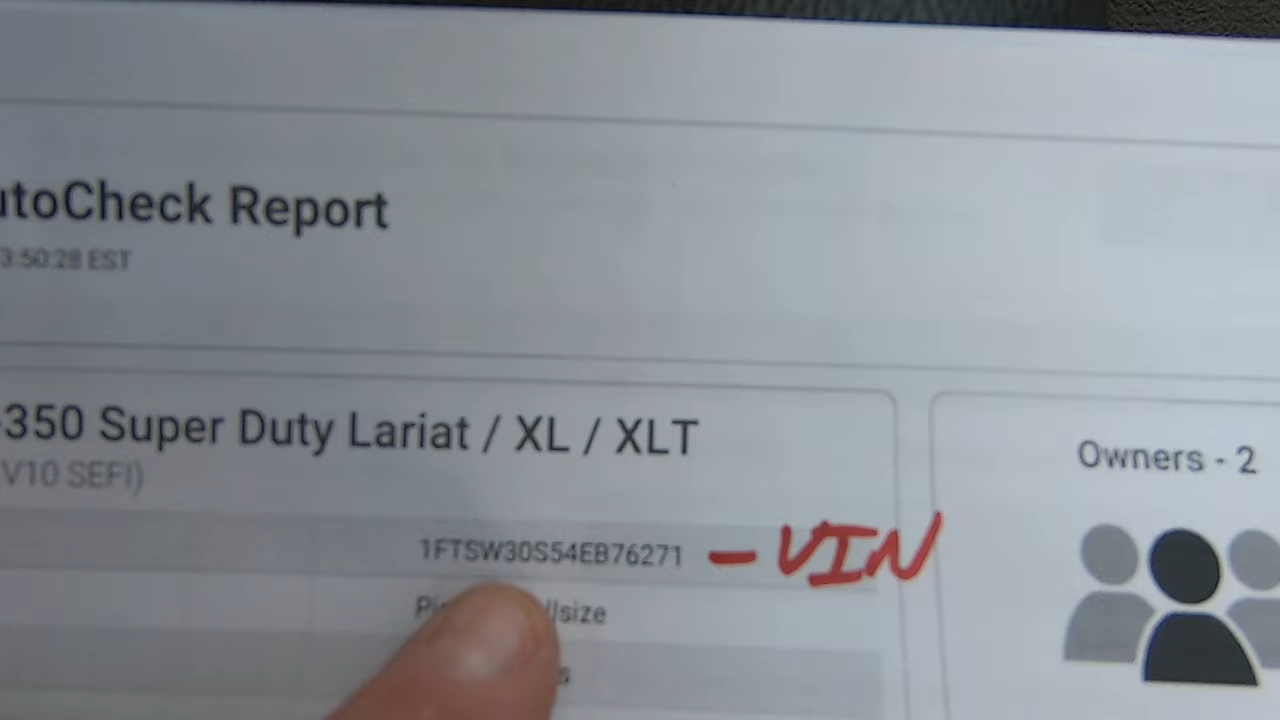 utoCheck Report
3:50:28 EST
-350 Super Duty Lariat / XL / XLT
V10 SEFI)
Owners - 2
1FTSW30S54EB76271 - VIN